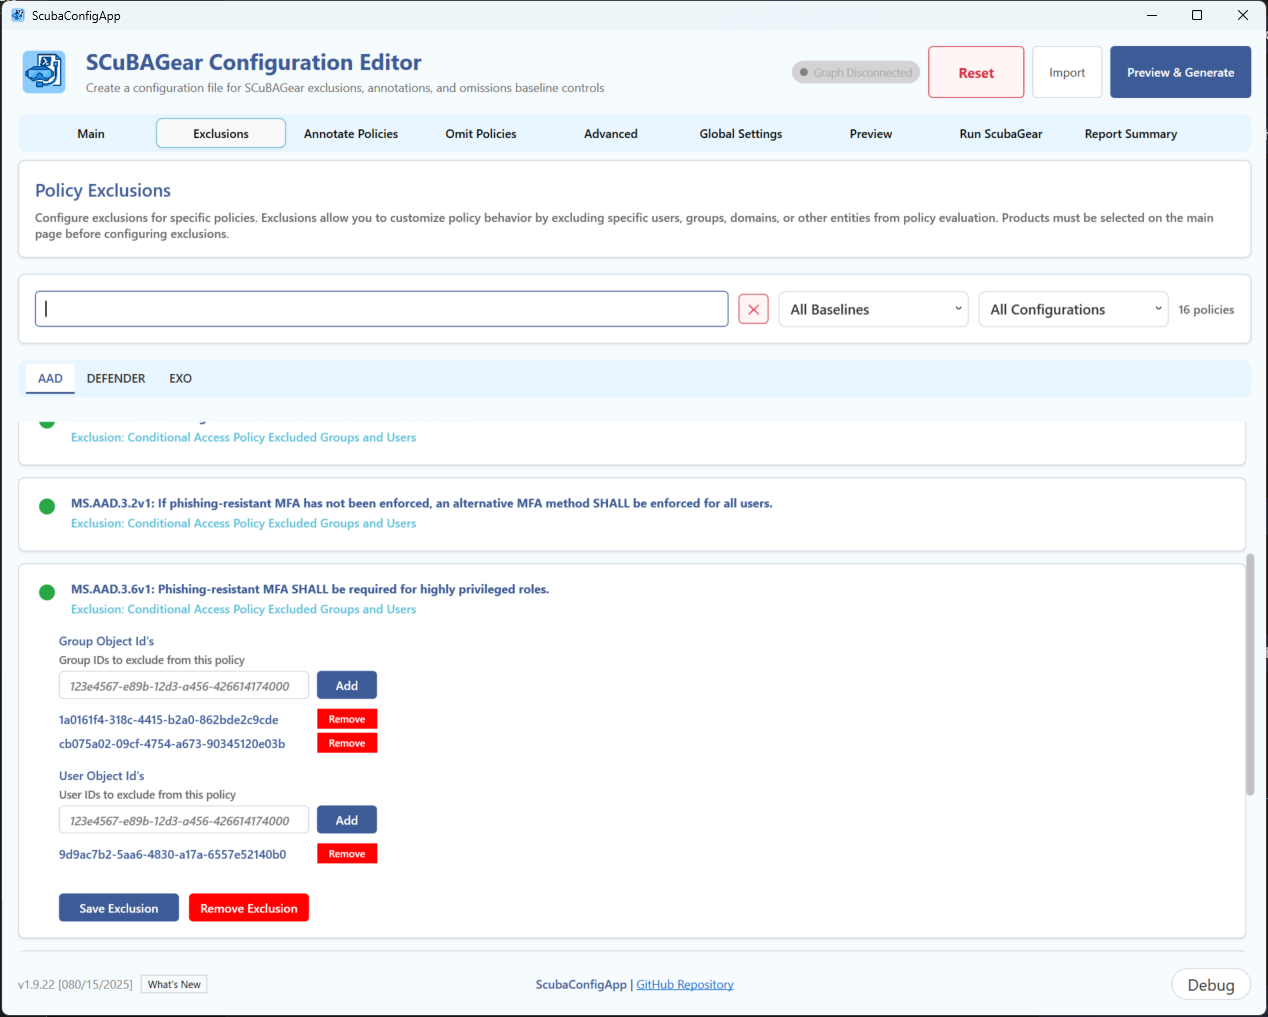 ScubaConfigApp
SCuBAGear Configuration Editor
Create a configuration file for SCuBAGear exclusions, annotations, and omissions baseline controls
Graph Disconnected
Reset
Import
Preview & Generate
Main
Exclusions
Annotate Policies
Omit Policies
Advanced
Global Settings
Preview
Run ScubaGear
Report Summary
Policy Exclusions
Configure exclusions for specific policies. Exclusions allow you to customize policy behavior by excluding specific users, groups, domains, or other entities from policy evaluation. Products must be selected on the main
page before configuring exclusions.
All Baselines
All Configurations
16 policies
AAD
DEFENDER
EXO
Exclusion: Conditional Access Policy Excluded Groups and Users
MS.AAD.3.2v1: If phishing-resistant MFA has not been enforced, an alternative MFA method SHALL be enforced for all users.
Exclusion: Conditional Access Policy Excluded Groups and Users
MS.AAD.3.6v1: Phishing-resistant MFA SHALL be required for highly privileged roles.
Exclusion: Conditional Access Policy Excluded Groups and Users
Group Object Id's
Group IDs to exclude from this policy
123e4567-e89b-12d3-a456-426614174000
Add
1a0161f4-318c-4415-b2a0-862bde2c9cde
Remove
cb075a02-09cf-4754-a673-90345120e03b
Remove
User Object Id's
User IDs to exclude from this policy
123e4567-e89b-12d3-a456-426614174000
Add
9d9ac7b2-5aa6-4830-a17a-6557e52140b0
Remove
Save Exclusion
Remove Exclusion
v1.9.22 [080/15/2025]
What's New
ScubaConfigApp | GitHub Repository
Debug